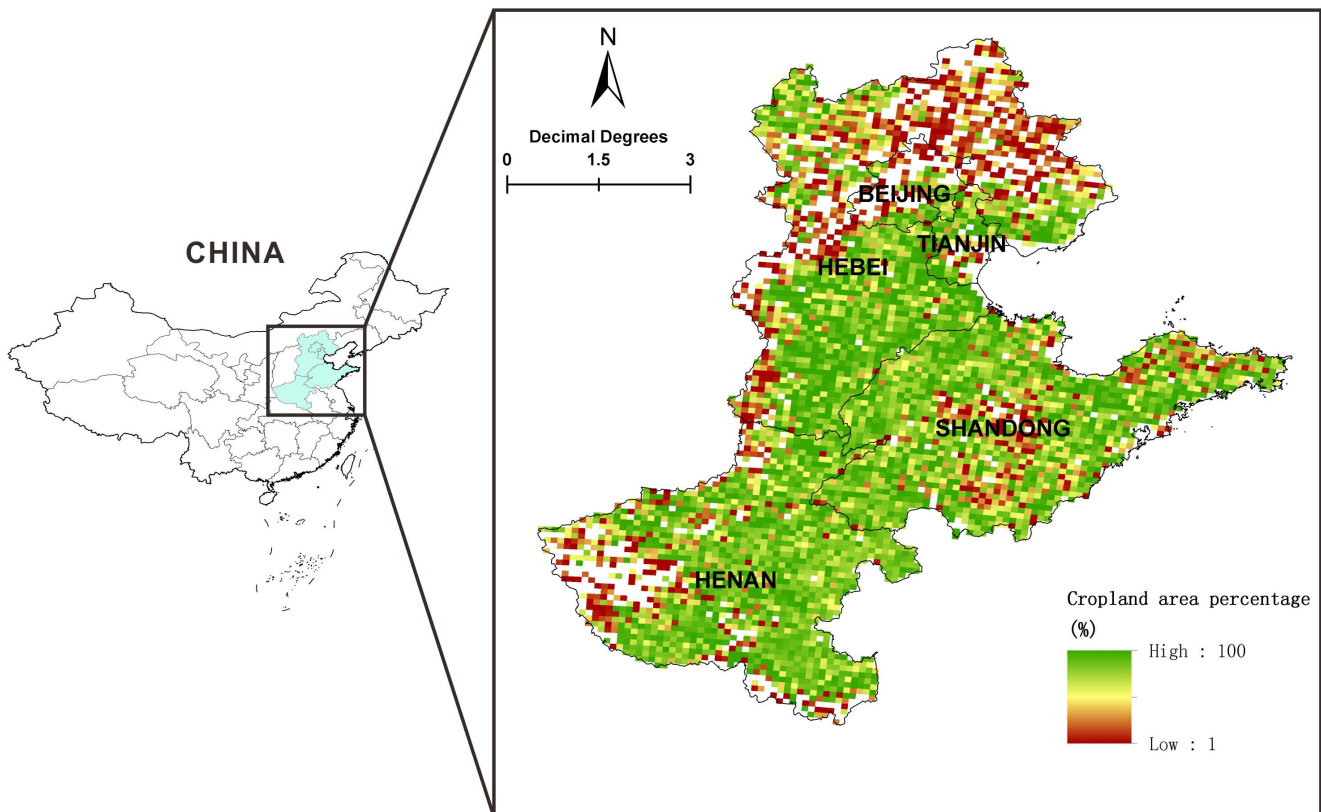 CHINA
N
Decimal Degrees
0 1.5 3
BEIJING
TIANJIN
HEBEI
SHANDONG
HENAN
Cropland area percentage
(%)
High : 100
Low : 1